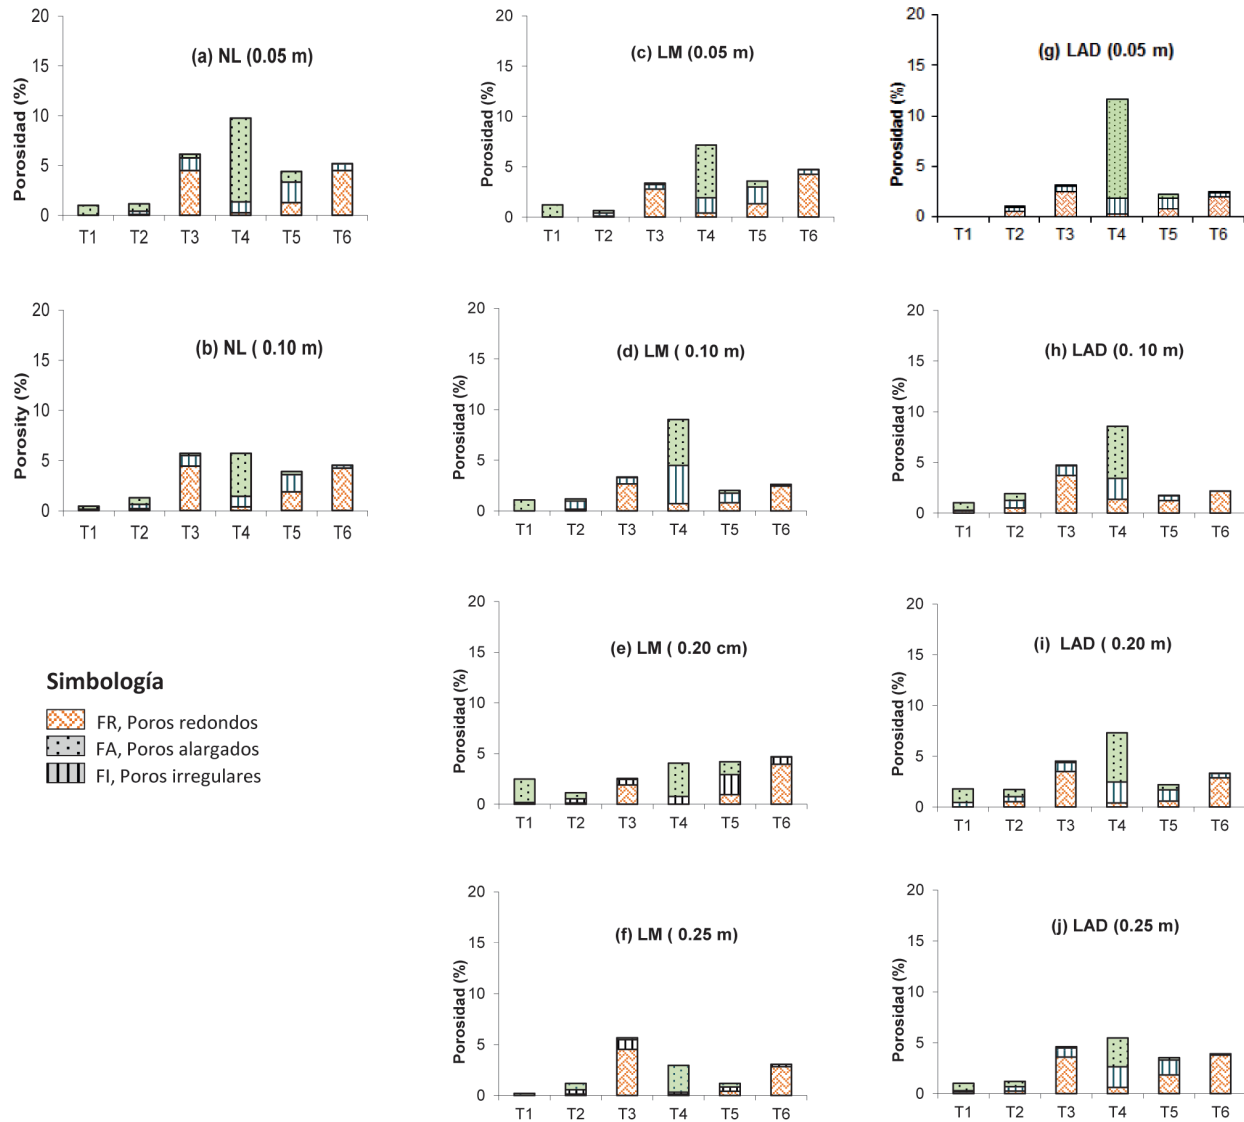 (a) NL (0.05 m)
Porosidad (%)
20
15
10
5
0
T1 T2 T3 T4 T5 T6
(c) LM (0.05 m)
Porosidad (%)
20
15
10
5
0
T1 T2 T3 T4 T5 T6
(g) LAD (0.05 m)
Porosidad (%)
20
15
10
5
0
T1 T2 T3 T4 T5 T6
(b) NL ( 0.10 m)
Porosity (%)
20
15
10
5
0
T1 T2 T3 T4 T5 T6
(d) LM ( 0.10 m)
Porosidad (%)
20
15
10
5
0
T1 T2 T3 T4 T5 T6
(h) LAD (0. 10 m)
Porosidad (%)
20
15
10
5
0
T1 T2 T3 T4 T5 T6
Simbología
FR, Poros redondos
FA, Poros alargados
FI, Poros irregulares
(e) LM ( 0.20 cm)
Porosidad (%)
20
15
10
5
0
T1 T2 T3 T4 T5 T6
(i) LAD ( 0.20 m)
Porosidad (%)
20
15
10
5
0
T1 T2 T3 T4 T5 T6
(f) LM ( 0.25 m)
Porosidad (%)
20
15
10
5
0
T1 T2 T3 T4 T5 T6
(j) LAD (0.25 m)
Porosidad (%)
20
15
10
5
0
T1 T2 T3 T4 T5 T6